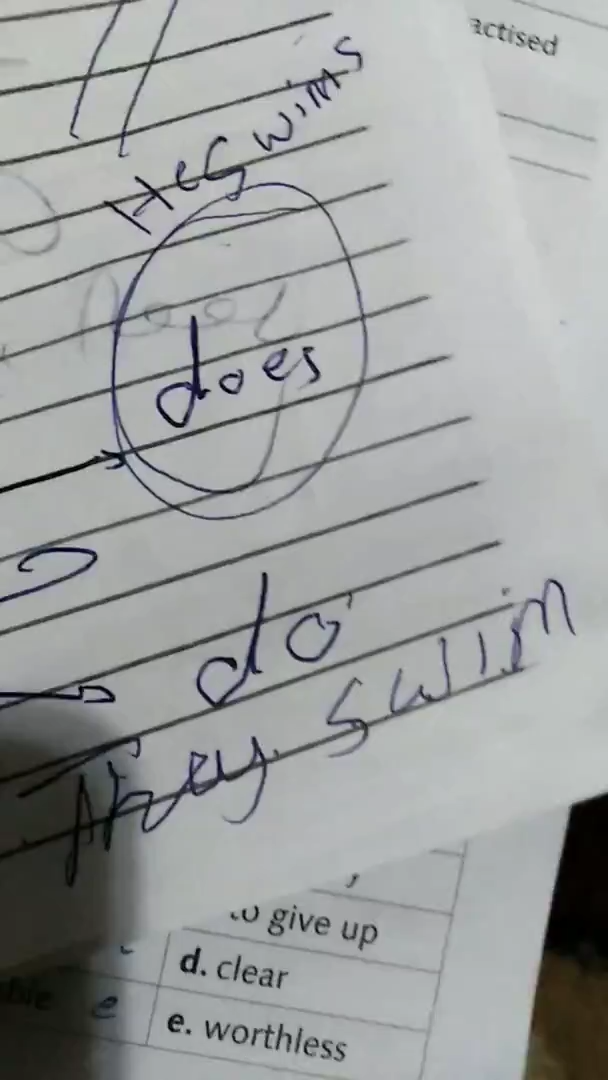 actised
He swims
does
do
They swim
to give up
d. clear
e
e. worthless